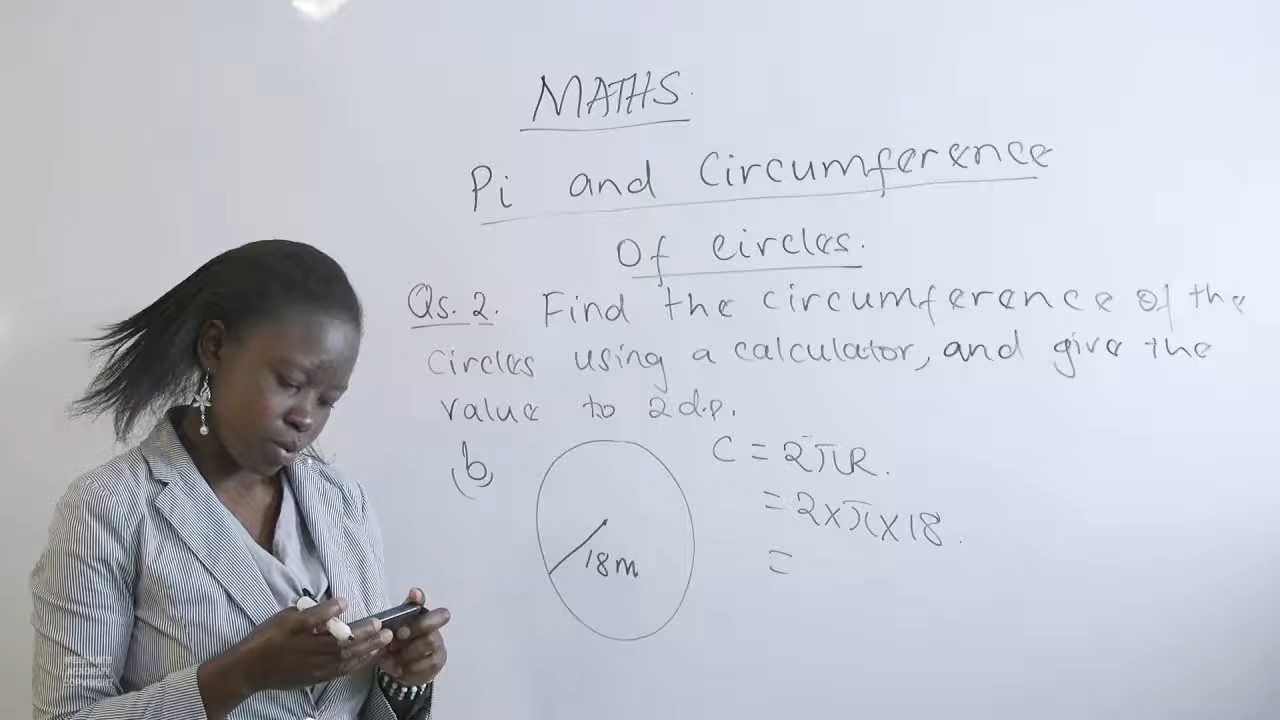 MATHS.
Pi and Circumference
Of circles.
Qs. 2. Find the circumference of the
circles using a calculator, and give the
value to 2 d.p.
(b
C = 2πR.
= 2×π×18.
=
18m